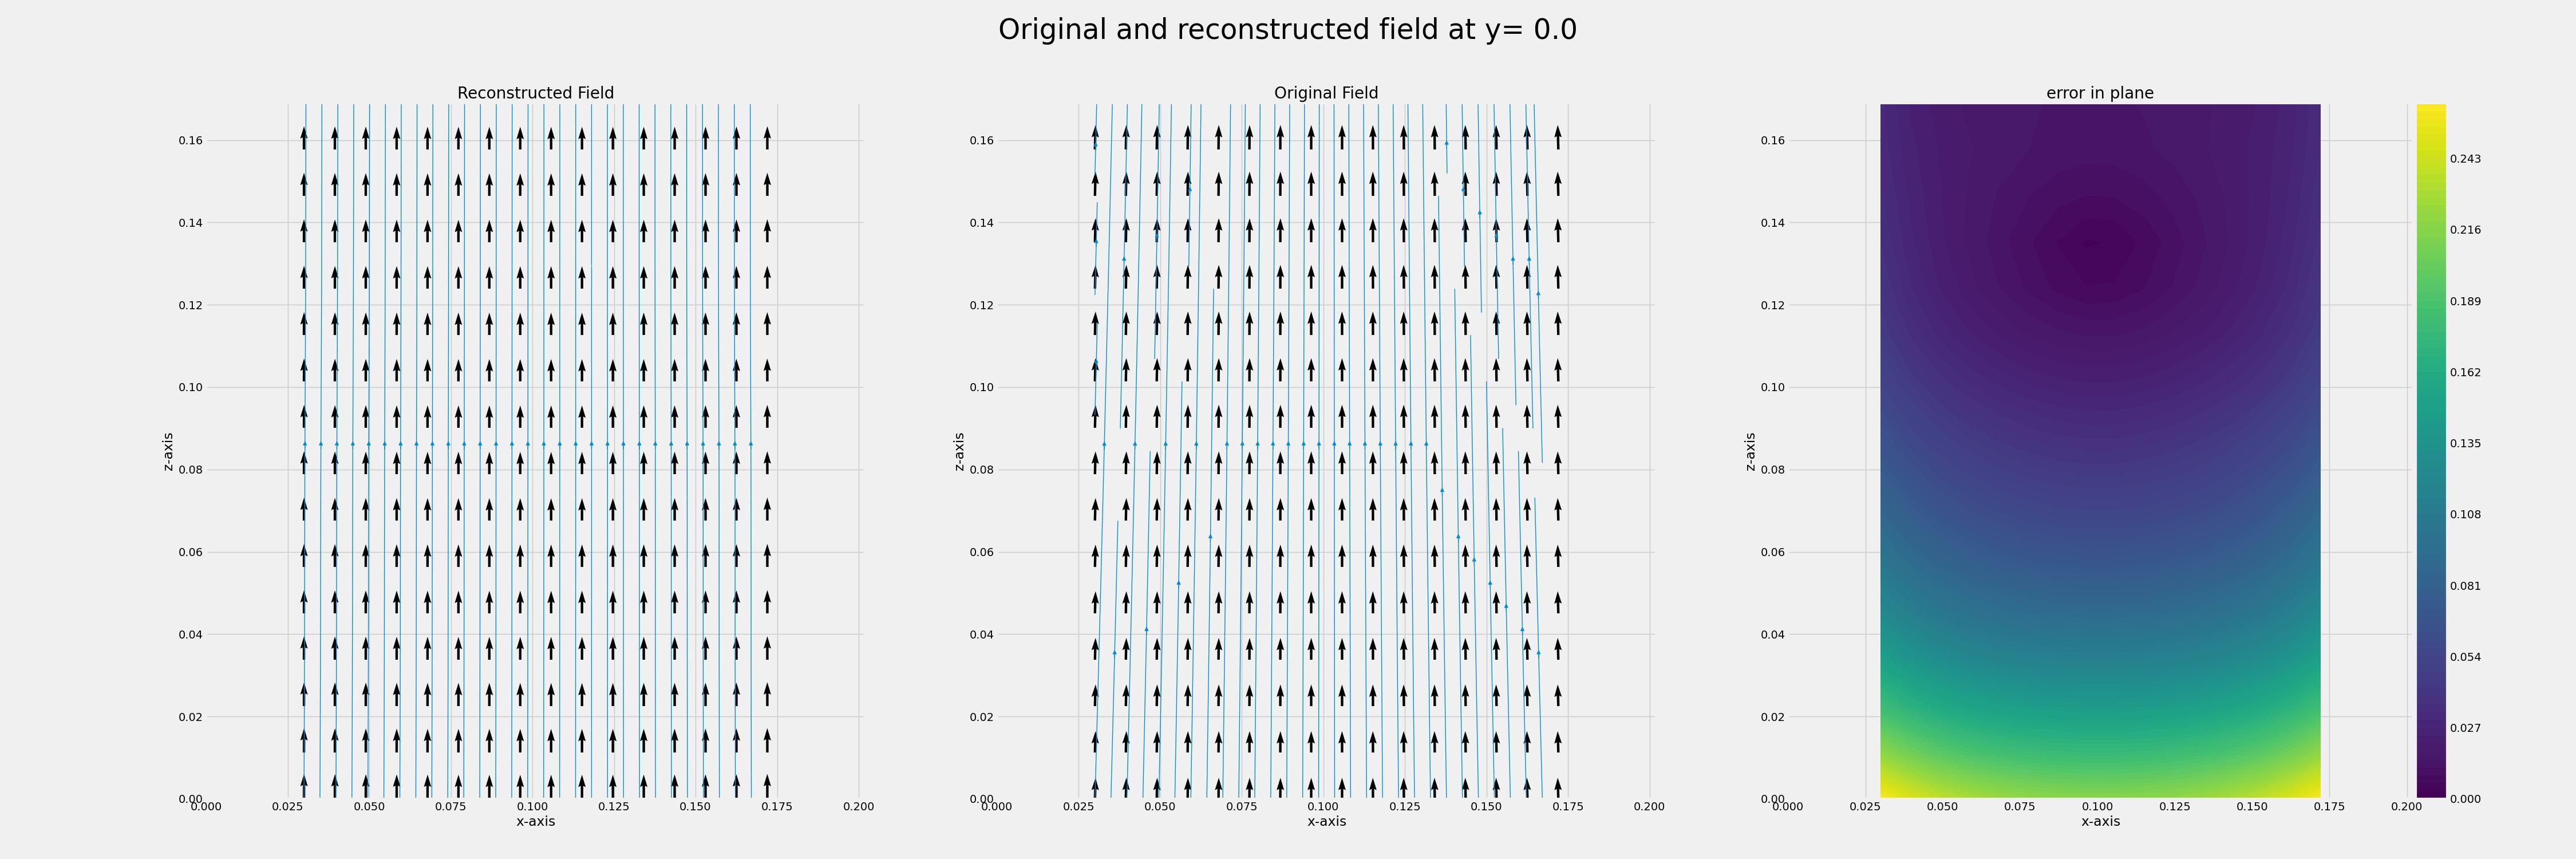 Original and reconstructed field at y= 0.0
Reconstructed Field
0.16
0.14
0.12
0.10
0.08
0.06
0.04
0.02
0.00
z-axis
0.000 0.025 0.050 0.075 0.100 0.125 0.150 0.175 0.200
x-axis
Original Field
0.16
0.14
0.12
0.10
0.08
0.06
0.04
0.02
0.00
z-axis
0.000 0.025 0.050 0.075 0.100 0.125 0.150 0.175 0.200
x-axis
error in plane
0.16
0.14
0.12
0.10
0.08
0.06
0.04
0.02
0.00
z-axis
0.000 0.025 0.050 0.075 0.100 0.125 0.150 0.175 0.200
x-axis
0.243
0.216
0.189
0.162
0.135
0.108
0.081
0.054
0.027
0.000